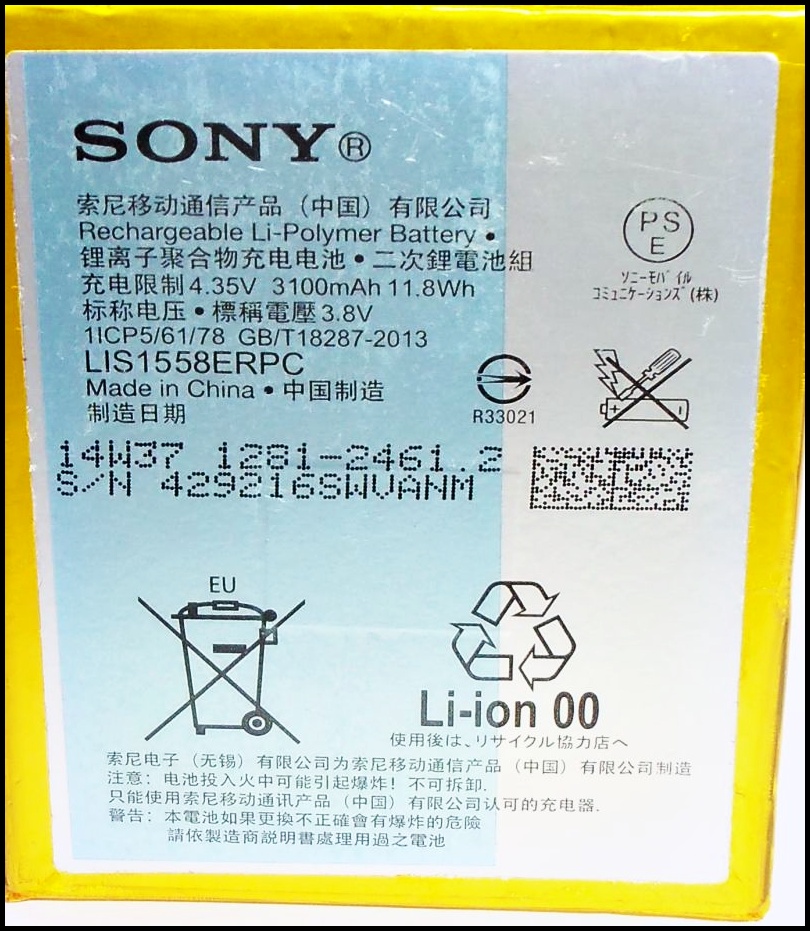 SONY®
索尼移动通信产品（中国）有限公司
Rechargeable Li-Polymer Battery •
锂离子聚合物充电电池 • 二次鋰電池組
充电限制 4.35V 3100mAh 11.8Wh
标称电压 • 標稱電壓 3.8V
1ICP5/61/78 GB/T18287-2013
LIS1558ERPC
Made in China • 中国制造
制造日期
PS
E
ソニーモバイル
コミュニケーションズ(株)
R33021
14W37 1281-2461.2
S/N 429216SWVANM
EU
Li-ion 00
使用後は、リサイクル協力店へ
索尼电子（无锡）有限公司为索尼移动通信产品（中国）有限公司制造
注意：电池投入火中可能引起爆炸！不可拆卸.
只能使用索尼移动通讯产品（中国）有限公司认可的充电器.
警告：本電池如果更換不正確會有爆炸的危險
請依製造商説明書處理用過之電池